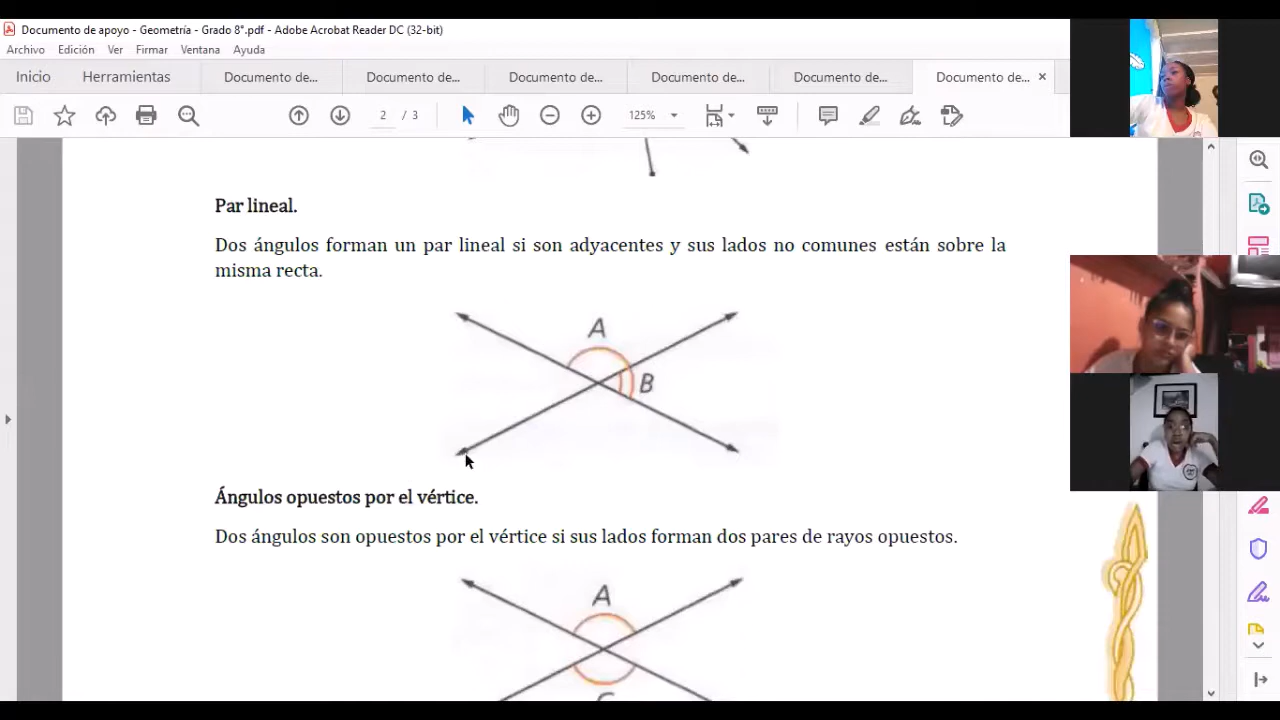 Documento de apoyo - Geometría - Grado 8°.pdf - Adobe Acrobat Reader DC (32-bit)
Archivo Edición Ver Firmar Ventana Ayuda
Inicio Herramientas Documento de... Documento de... Documento de... Documento de... Documento de... Documento de... ×
2 / 3 125%
Par lineal.
Dos ángulos forman un par lineal si son adyacentes y sus lados no comunes están sobre la
misma recta.
A
B
Ángulos opuestos por el vértice.
Dos ángulos son opuestos por el vértice si sus lados forman dos pares de rayos opuestos.
A
C